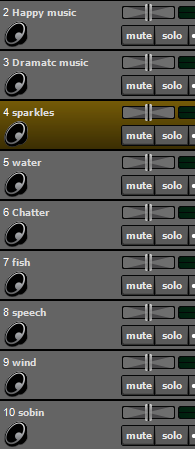 2 Happy music
mute solo
3 Dramatc music
mute solo
4 sparkles
mute solo
5 water
mute solo
6 Chatter
mute solo
7 fish
mute solo
8 speech
mute solo
9 wind
mute solo
10 sobin
mute solo